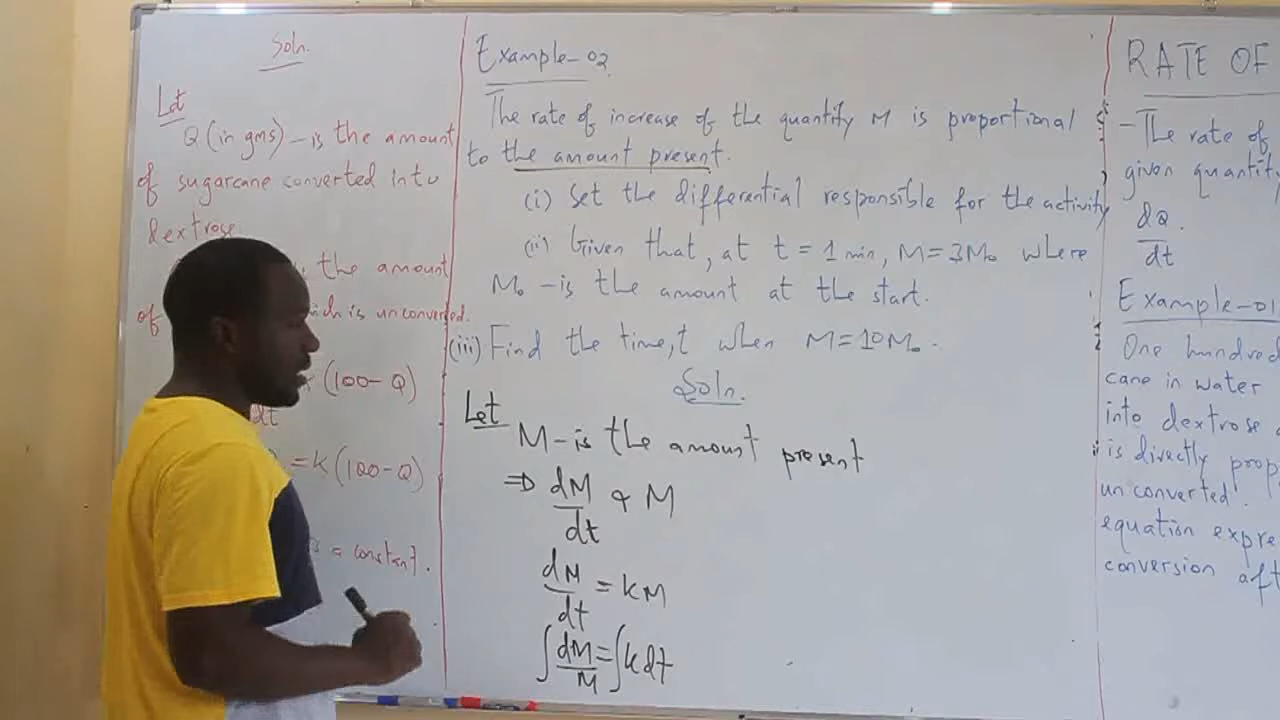 Soln.
Let
Q (in gms) - is the amount
of sugarcane converted into
dextrose
the amount
of
is unconverted.
(100 - Q)
dt
= k (100 - Q)
a constant.
Example - 02
The rate of increase of the quantity M is proportional
to the amount present.
(i) Set the differential responsible for the activity
(ii) Given that, at t = 1 min, M = 3M₀ where
M₀ - is the amount at the start.
(iii) Find the time, t when M = 10M₀.
Soln.
Let
M - is the amount present
⇒ dM/dt α M
dM/dt = kM
∫ dM/M = ∫ k dt
RATE OF
- The rate of
given quantity
dQ/dt.
Example - 01
One hundred
cane in water
into dextrose
is directly prop
unconverted.
equation expre
conversion aft